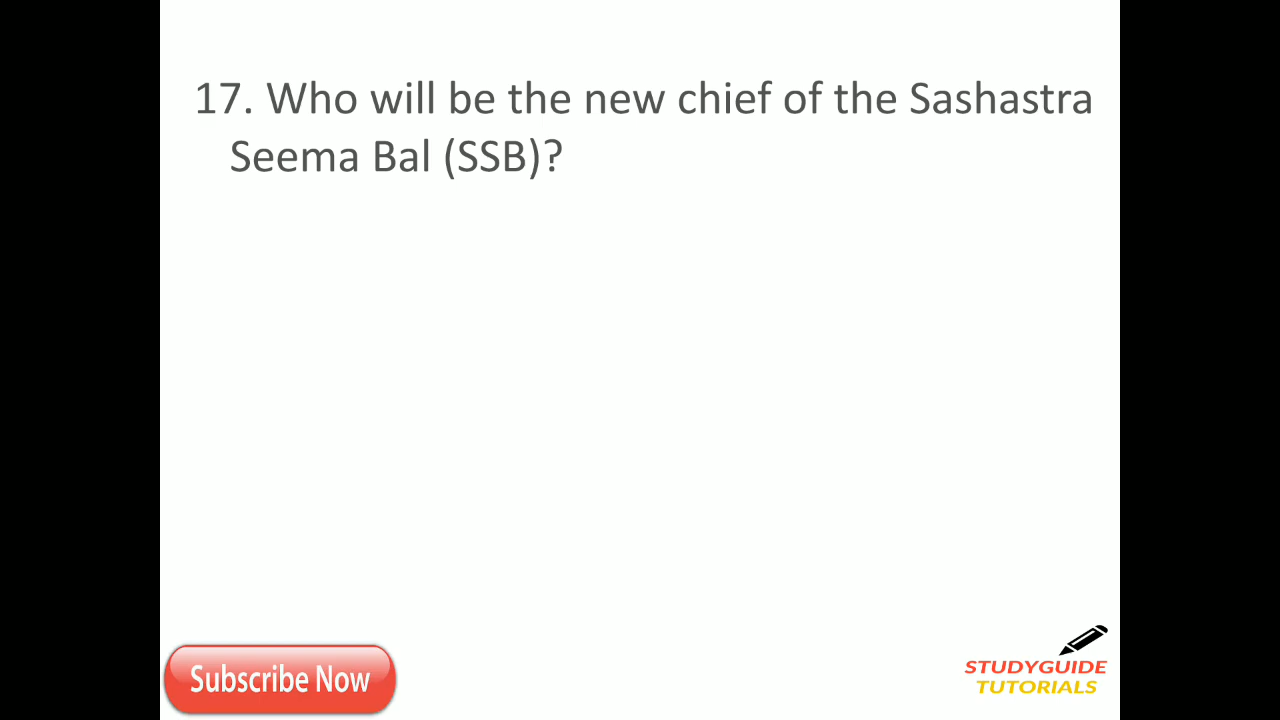 17. Who will be the new chief of the Sashastra
Seema Bal (SSB)?
Subscribe Now
STUDYGUIDE
TUTORIALS